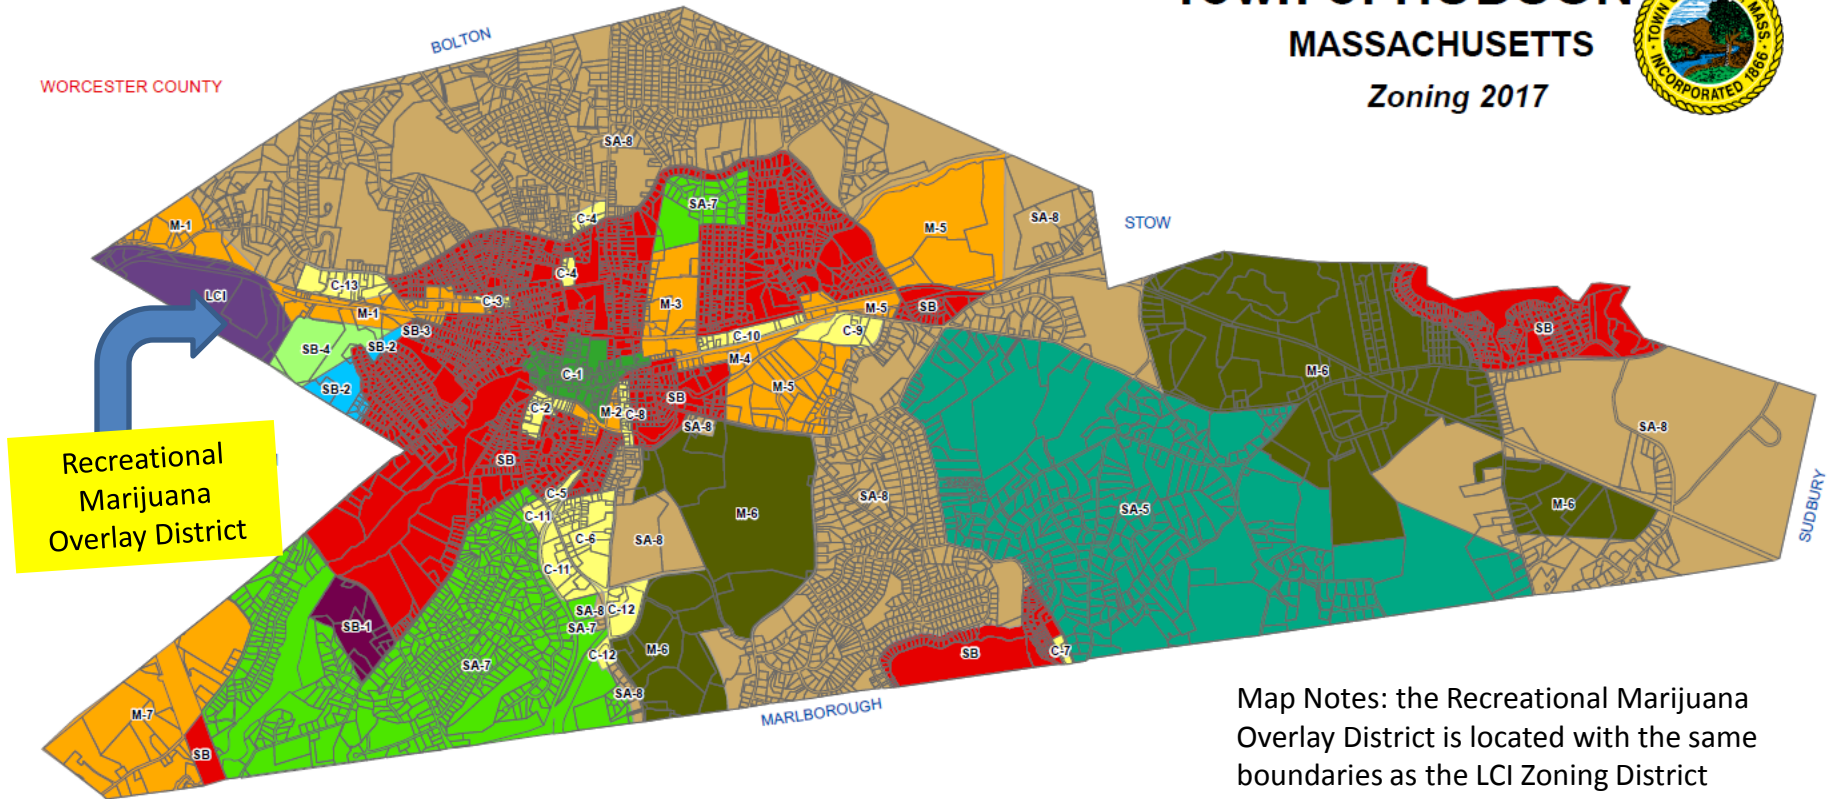 TOWN OF HUDSON
MASSACHUSETTS
Zoning 2017
INCORPORATED 1866
MASS.
BOLTON
WORCESTER COUNTY
STOW
SUDBURY
MARLBOROUGH
SA-8
SA-7
C-4
M-1
M-5
SA-8
C-4
LCI
C-13
C-3
M-3
M-5
SB
M-1
SB-3
C-10
C-9
SB
SB-4
SB-2
M-4
C-1
M-6
SB-2
M-5
SB
C-2
M-2
C-8
SA-8
SA-8
SB
C-5
SA-8
M-6
C-11
M-6
SA-5
C-6
SA-8
C-11
SA-8
C-12
SB-1
SA-7
C-12
M-6
SB
C-7
SA-7
SA-8
M-7
SB
Recreational
Marijuana
Overlay District
Map Notes: the Recreational Marijuana
Overlay District is located with the same
boundaries as the LCI Zoning District